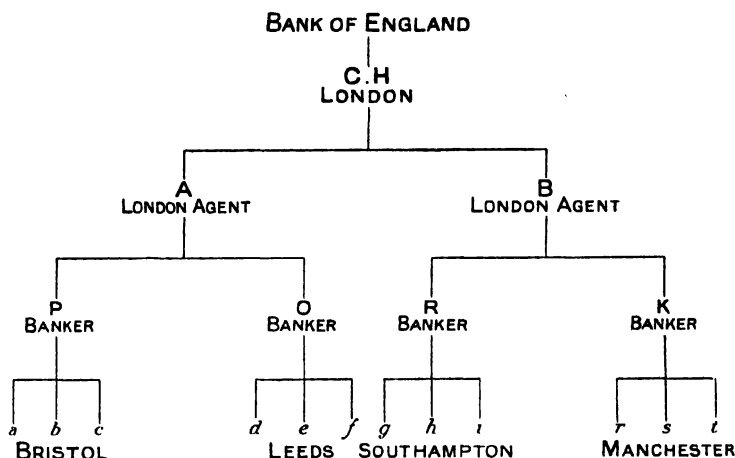 BANK OF ENGLAND
C.H
LONDON
A B
LONDON AGENT LONDON AGENT
P O R K
BANKER BANKER BANKER BANKER
a b c d e f g h i r s t
BRISTOL LEEDS SOUTHAMPTON MANCHESTER